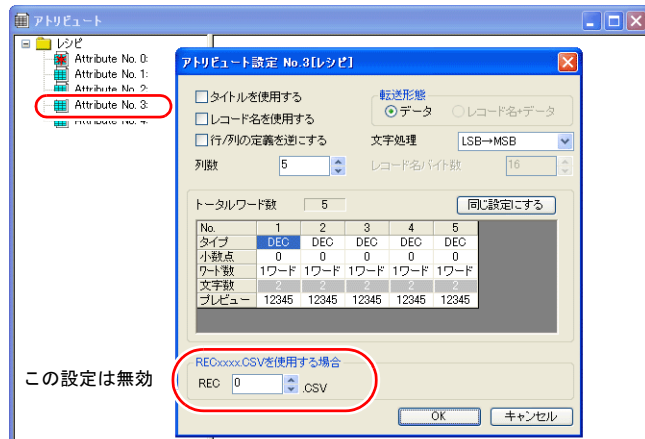 アトリビュート
レシピ
Attribute No. 0:
Attribute No. 1:
Attribute No. 2:
Attribute No. 3:
Attribute No. 4:
アトリビュート設定 No.3[レシピ]
タイトルを使用する
レコード名を使用する
行/列の定義を逆にする
列数 5
転送形態
データ レコード名+データ
文字処理 LSB→MSB
レコード名バイト数 16
トータルワード数 5 同じ設定にする
No. 1 2 3 4 5
タイプ DEC DEC DEC DEC DEC
小数点 0 0 0 0 0
ワード数 1ワード 1ワード 1ワード 1ワード 1ワード
文字数 2 2 2 2 2
プレビュー 12345 12345 12345 12345 12345
RECxxxx.CSVを使用する場合
REC 0 .CSV
この設定は無効
OK キャンセル